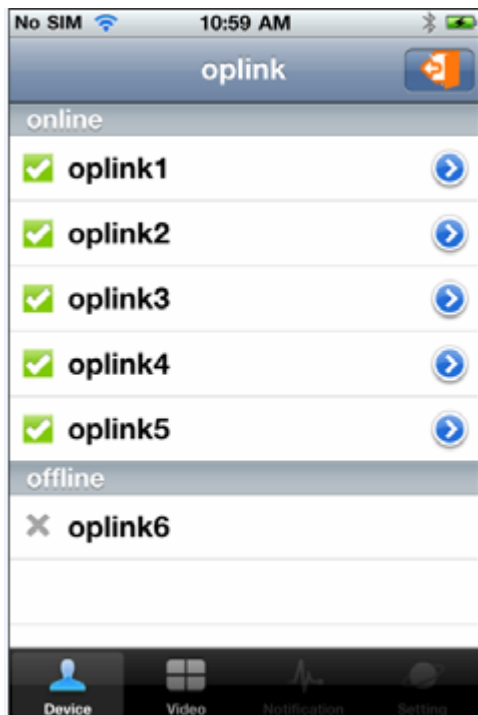 No SIM 10:59 AM
oplink
online
oplink1
oplink2
oplink3
oplink4
oplink5
offline
oplink6
Device Video Notification Setting